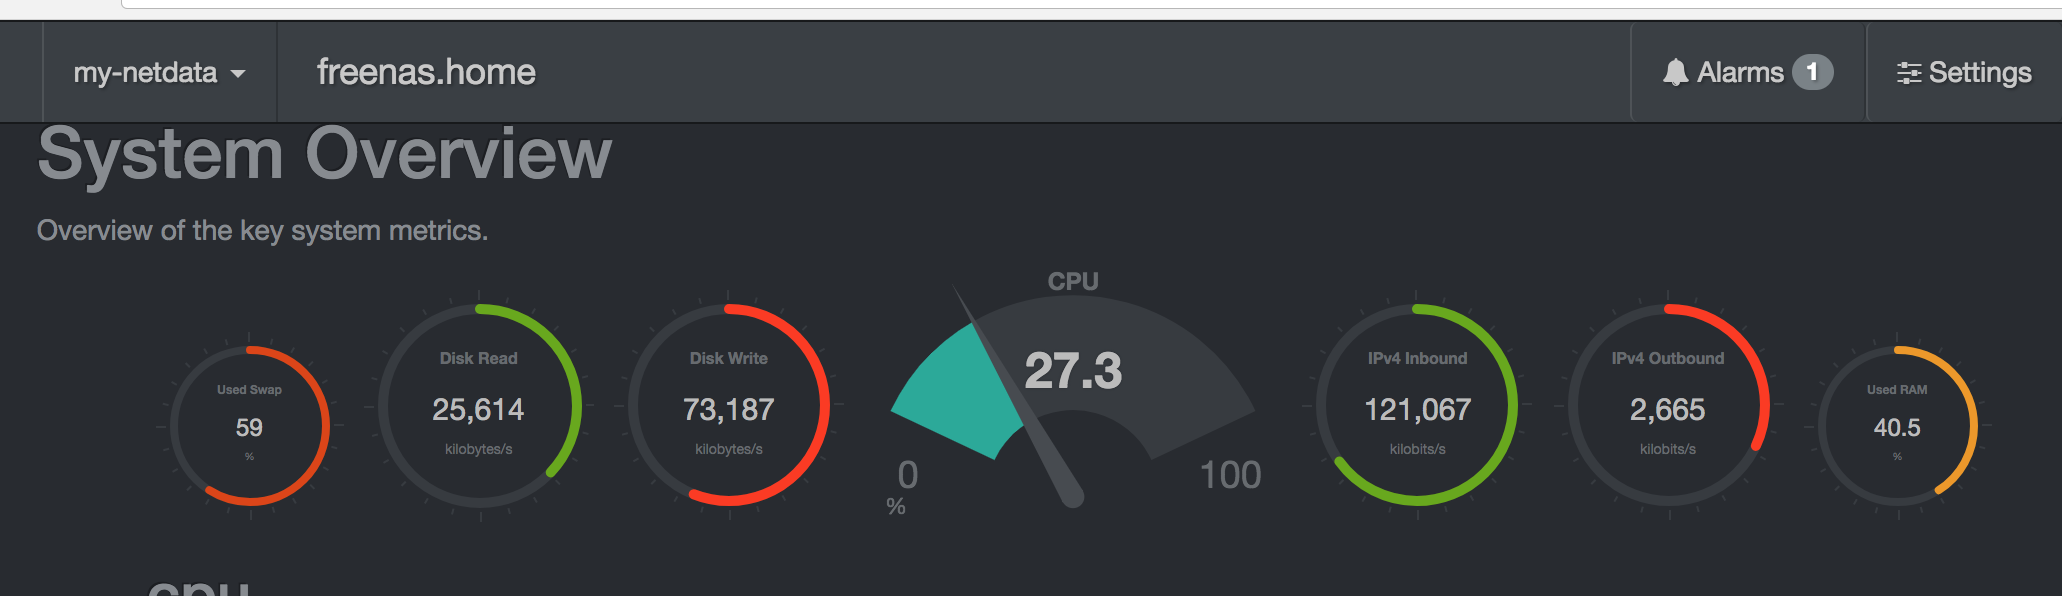 my-netdata
freenas.home
Alarms 1
Settings
System Overview
Overview of the key system metrics.
Used Swap
59
%
Disk Read
25,614
kilobytes/s
Disk Write
73,187
kilobytes/s
CPU
27.3
0
100
%
IPv4 Inbound
121,067
kilobits/s
IPv4 Outbound
2,665
kilobits/s
Used RAM
40.5
%
cpu